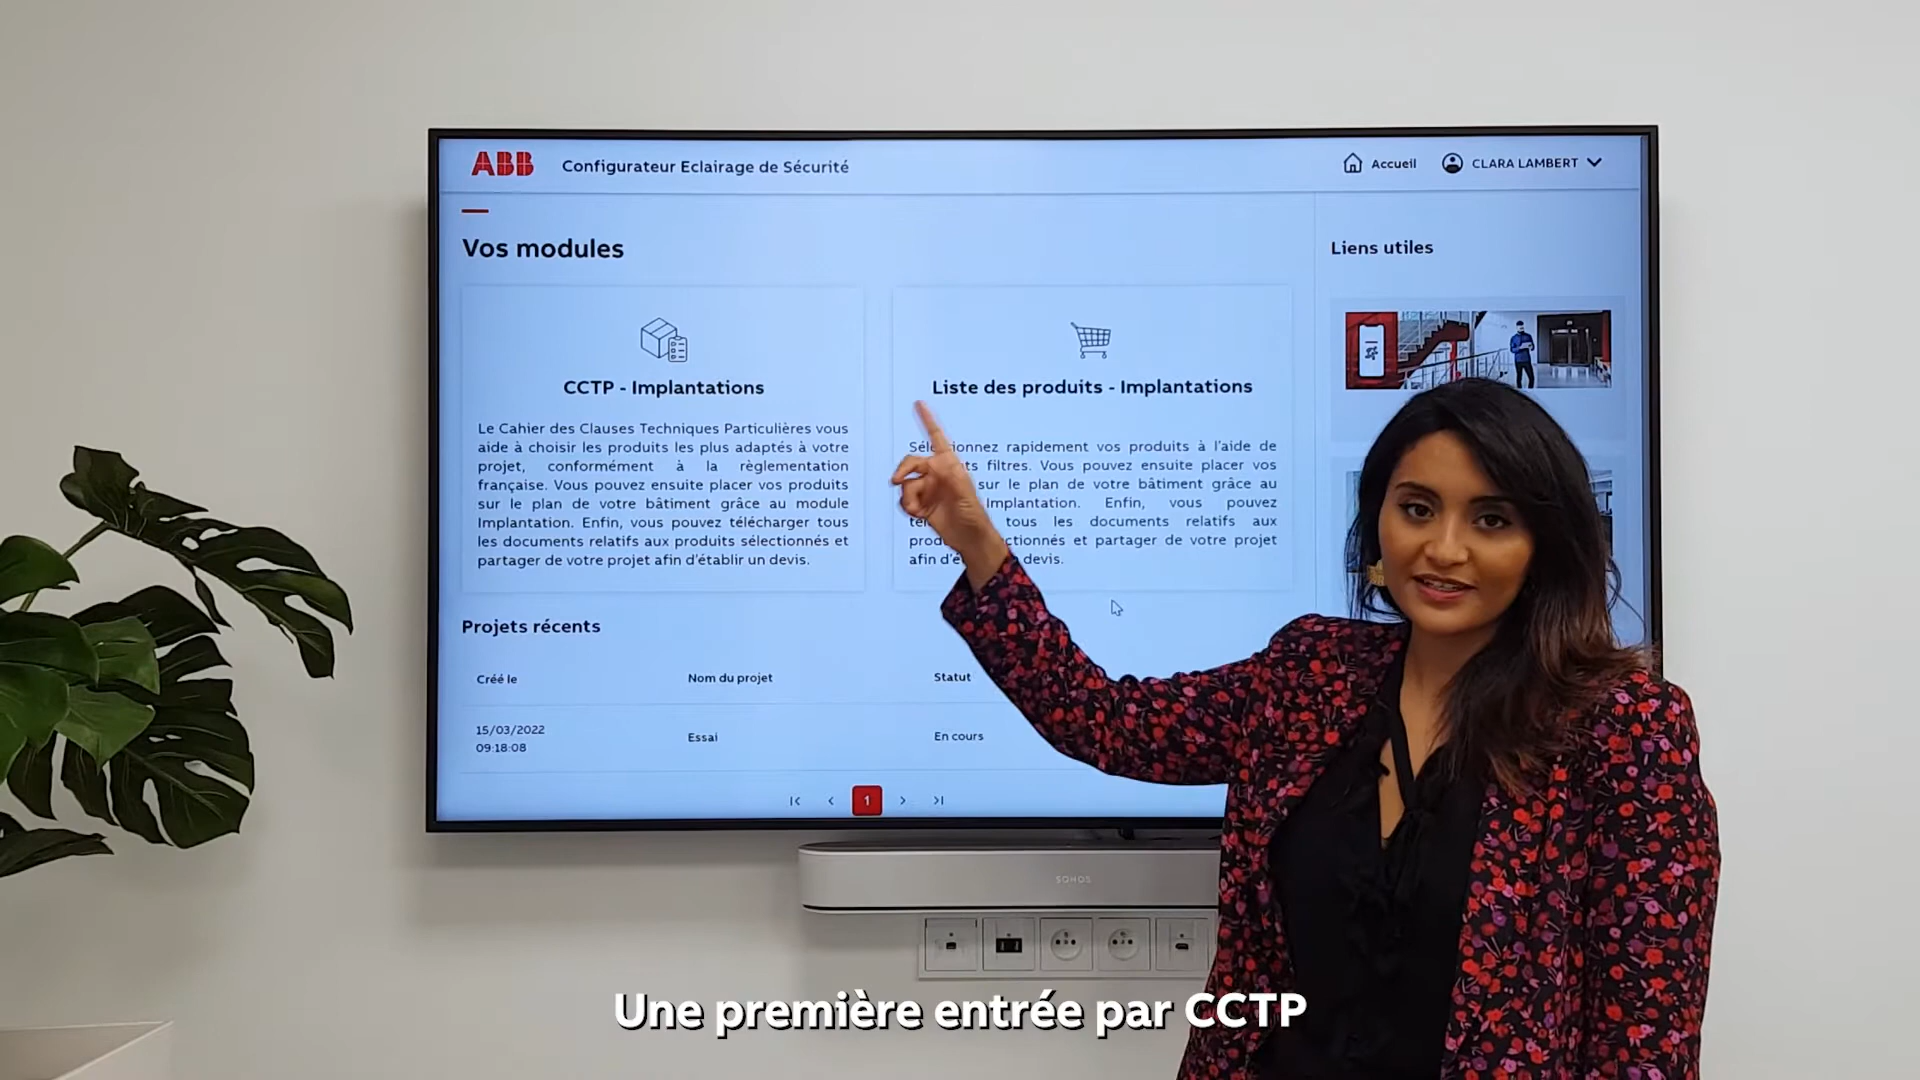 ABB
Configurateur Eclairage de Sécurité
Accueil
CLARA LAMBERT
Vos modules
Liens utiles
CCTP - Implantations
Le Cahier des Clauses Techniques Particulières vous
aide à choisir les produits les plus adaptés à votre
projet, conformément à la règlementation
française. Vous pouvez ensuite placer vos produits
sur le plan de votre bâtiment grâce au module
Implantation. Enfin, vous pouvez télécharger tous
les documents relatifs aux produits sélectionnés et
partager de votre projet afin d'établir un devis.
Liste des produits - Implantations
rapidement vos produits à l'aide de
filtres. Vous pouvez ensuite placer vos
sur le plan de votre bâtiment grâce au
Implantation. Enfin, vous pouvez
tous les documents relatifs aux
et partager de votre projet
afin devis.
Projets récents
Créé le
Nom du projet
Statut
15/03/2022
09:18:08
Essai
En cours
1
SONOS
Une première entrée par CCTP